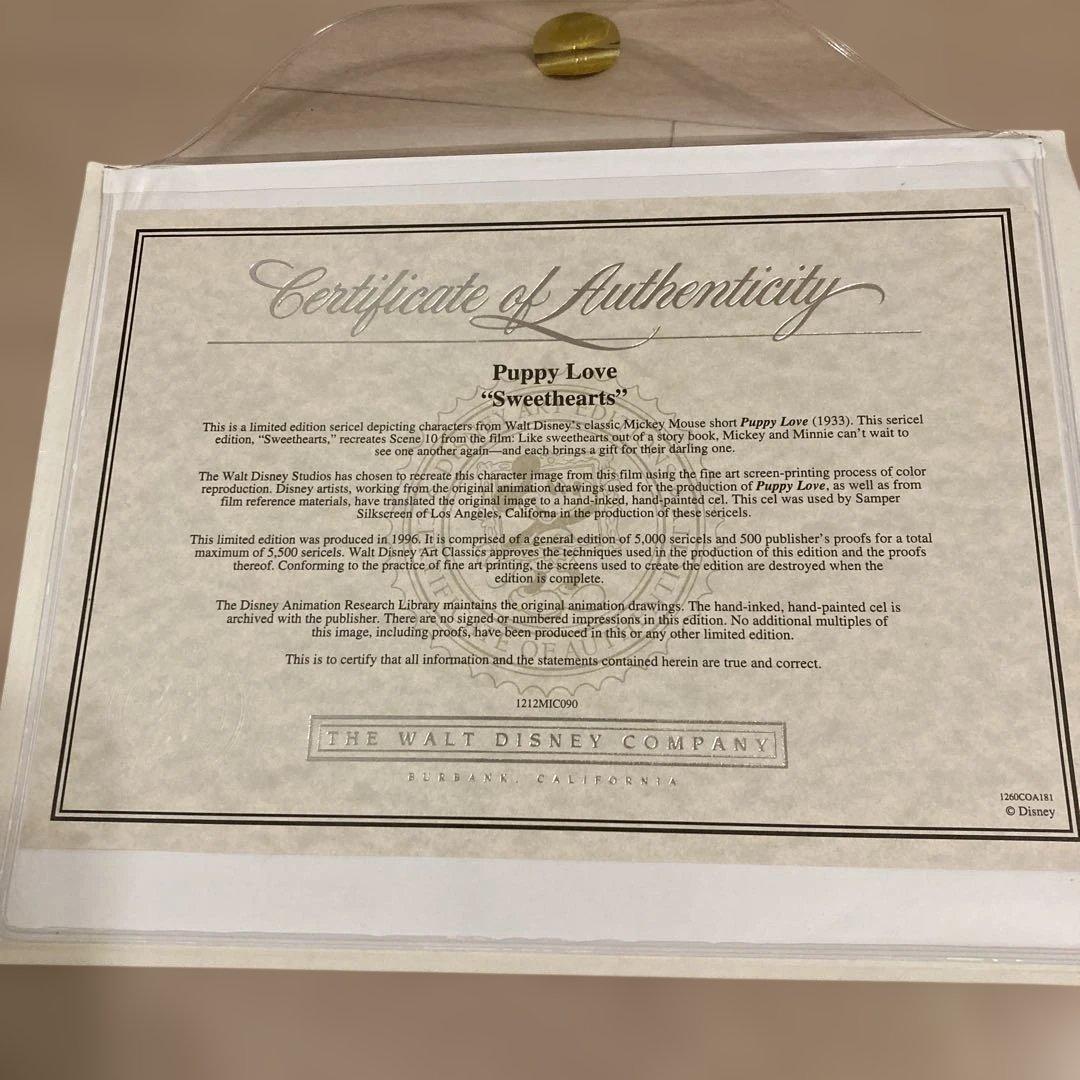 Certificate of Authenticity
Puppy Love
“Sweethearts”
This is a limited edition sericel depicting characters from Walt Disney's classic Mickey Mouse short Puppy Love (1933). This sericel
edition, “Sweethearts,” recreates Scene 10 from the film: Like sweethearts out of a story book, Mickey and Minnie can't wait to
see one another again—and each brings a gift for their darling one.
The Walt Disney Studios has chosen to recreate this character image from this film using the fine art screen-printing process of color
reproduction. Disney artists, working from the original animation drawings used for the production of Puppy Love, as well as from
film reference materials, have translated the original image to a hand-inked, hand-painted cel. This cel was used by Samper
Silkscreen of Los Angeles, Californa in the production of these sericels.
This limited edition was produced in 1996. It is comprised of a general edition of 5,000 sericels and 500 publisher's proofs for a total
maximum of 5,500 sericels. Walt Disney Art Classics approves the techniques used in the production of this edition and the proofs
thereof. Conforming to the practice of fine art printing, the screens used to create the edition are destroyed when the
edition is complete.
The Disney Animation Research Library maintains the original animation drawings. The hand-inked, hand-painted cel is
archived with the publisher. There are no signed or numbered impressions in this edition. No additional multiples of
this image, including proofs, have been produced in this or any other limited edition.
This is to certify that all information and the statements contained herein are true and correct.
1212MIC090
THE WALT DISNEY COMPANY
BURBANK, CALIFORNIA
1260COA181
© Disney